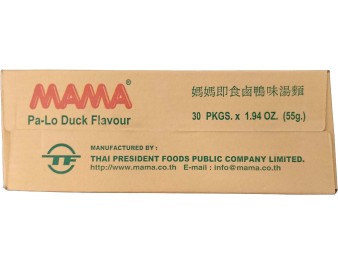 MAMA®
Pa-Lo Duck Flavour
媽媽即食鹵鴨味湯麵
30 PKGS. x 1.94 OZ. (55g.)
TF
MANUFACTURED BY :
THAI PRESIDENT FOODS PUBLIC COMPANY LIMITED.
http://www.mama.co.th E-mail : info@mama.co.th